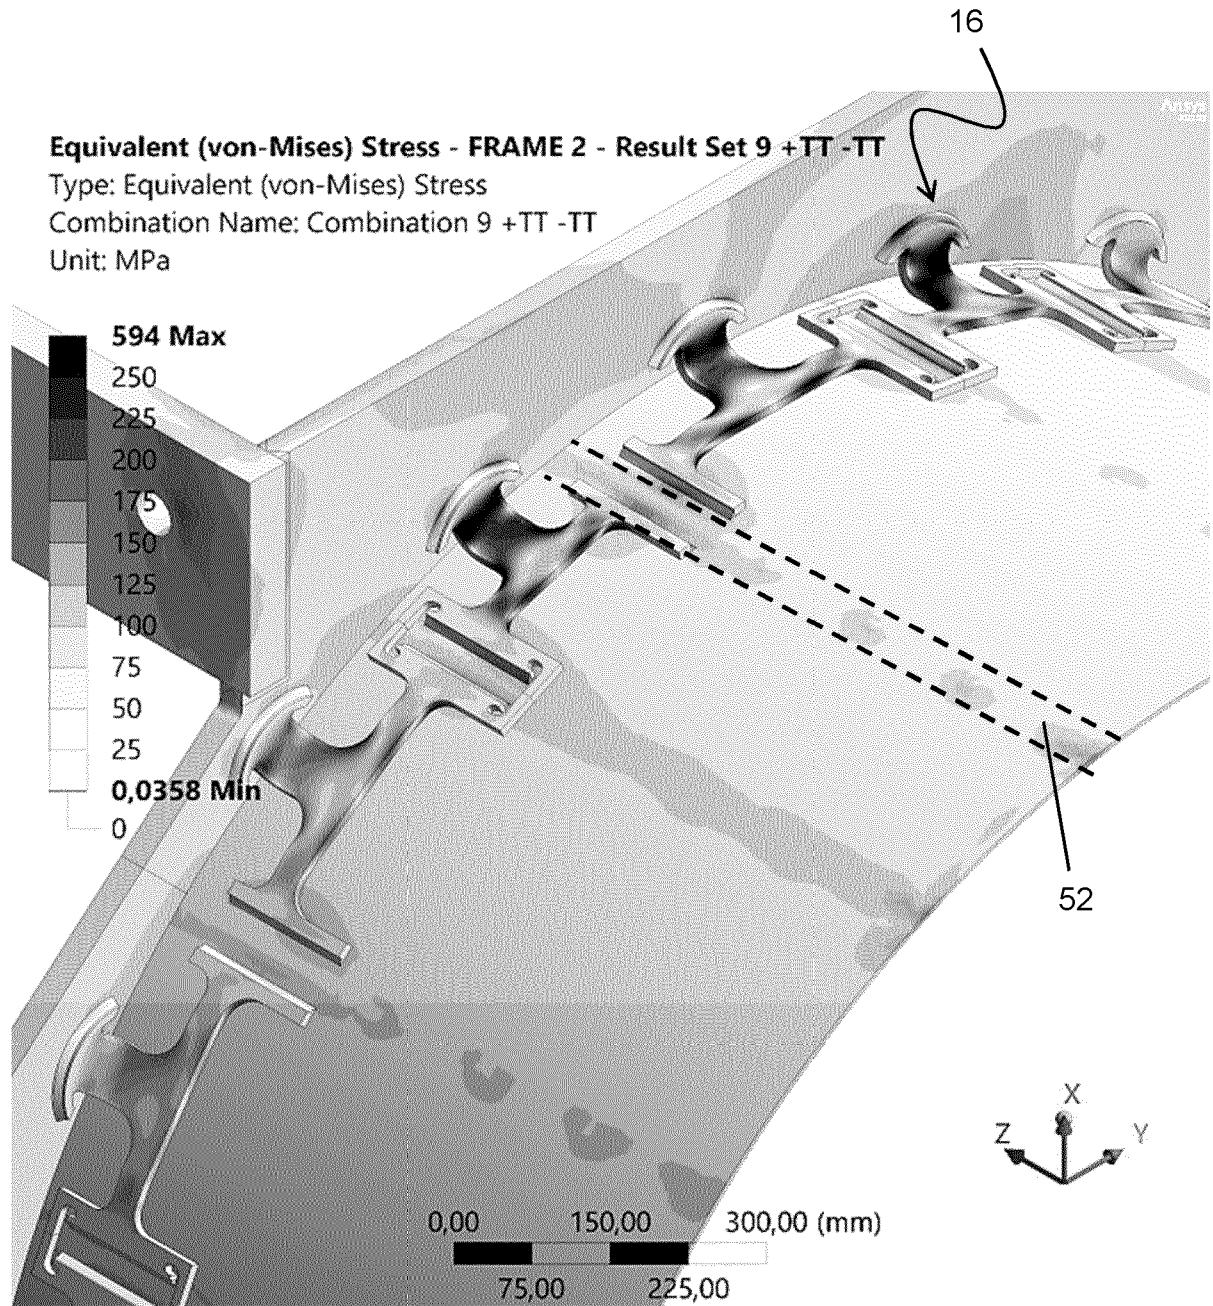 16
Ansys
Equivalent (von-Mises) Stress - FRAME 2 - Result Set 9 +TT -TT
Type: Equivalent (von-Mises) Stress
Combination Name: Combination 9 +TT -TT
Unit: MPa
594 Max
250
225
200
175
150
125
100
75
50
25
0,0358 Min
0
52
X
Z
Y
0,00
150,00
300,00 (mm)
75,00
225,00